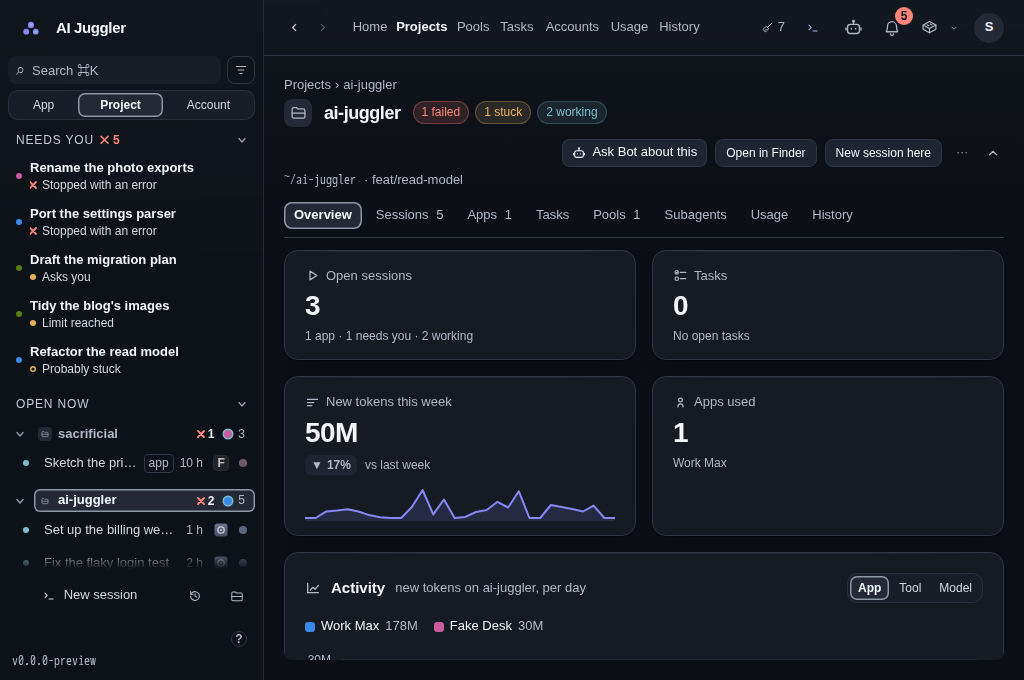 AI Juggler
Search ⌘K
App Project Account
NEEDS YOU 5
Rename the photo exports
Stopped with an error
Port the settings parser
Stopped with an error
Draft the migration plan
Asks you
Tidy the blog's images
Limit reached
Refactor the read model
Probably stuck
OPEN NOW
sacrificial 1 3
Sketch the pri… app 10 h F
ai-juggler 2 5
Set up the billing we… 1 h
Fix the flaky login test 2 h
New session
?
v0.0.0-preview
Home Projects Pools Tasks Accounts Usage History 7 5 S
Projects › ai-juggler
ai-juggler 1 failed 1 stuck 2 working
Ask Bot about this Open in Finder New session here ···
~/ai-juggler · feat/read-model
Overview Sessions 5 Apps 1 Tasks Pools 1 Subagents Usage History
Open sessions
3
1 app · 1 needs you · 2 working
Tasks
0
No open tasks
New tokens this week
50M
▼ 17% vs last week
Apps used
1
Work Max
Activity new tokens on ai-juggler, per day App Tool Model
Work Max 178M Fake Desk 30M
30M